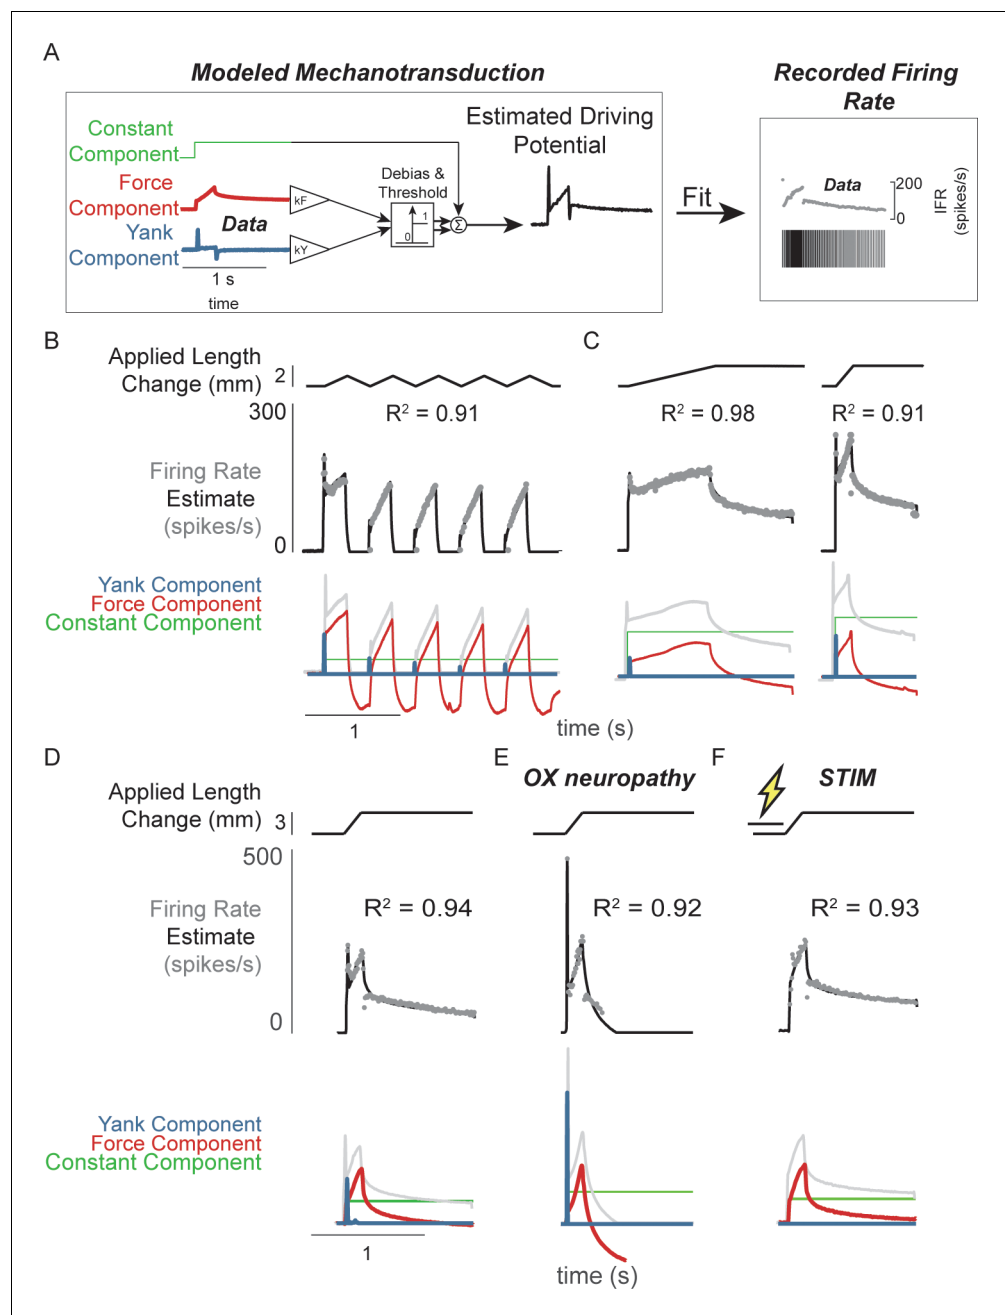 A
Modeled Mechanotransduction
Recorded Firing
Rate
Constant
Component
Force
Component
Yank
Component
Data
1 s
time
kF
kY
Debias &
Threshold
1
0
Σ
Estimated Driving
Potential
Fit
Data
200
0
IFR
(spikes/s)
B
Applied Length
Change (mm)
2
R² = 0.91
300
Firing Rate
Estimate
(spikes/s)
0
Yank Component
Force Component
Constant Component
1
time (s)
C
R² = 0.98
R² = 0.91
D
Applied Length
Change (mm)
3
500
R² = 0.94
Firing Rate
Estimate
(spikes/s)
0
Yank Component
Force Component
Constant Component
1
E
OX neuropathy
R² = 0.92
time (s)
F
STIM
R² = 0.93